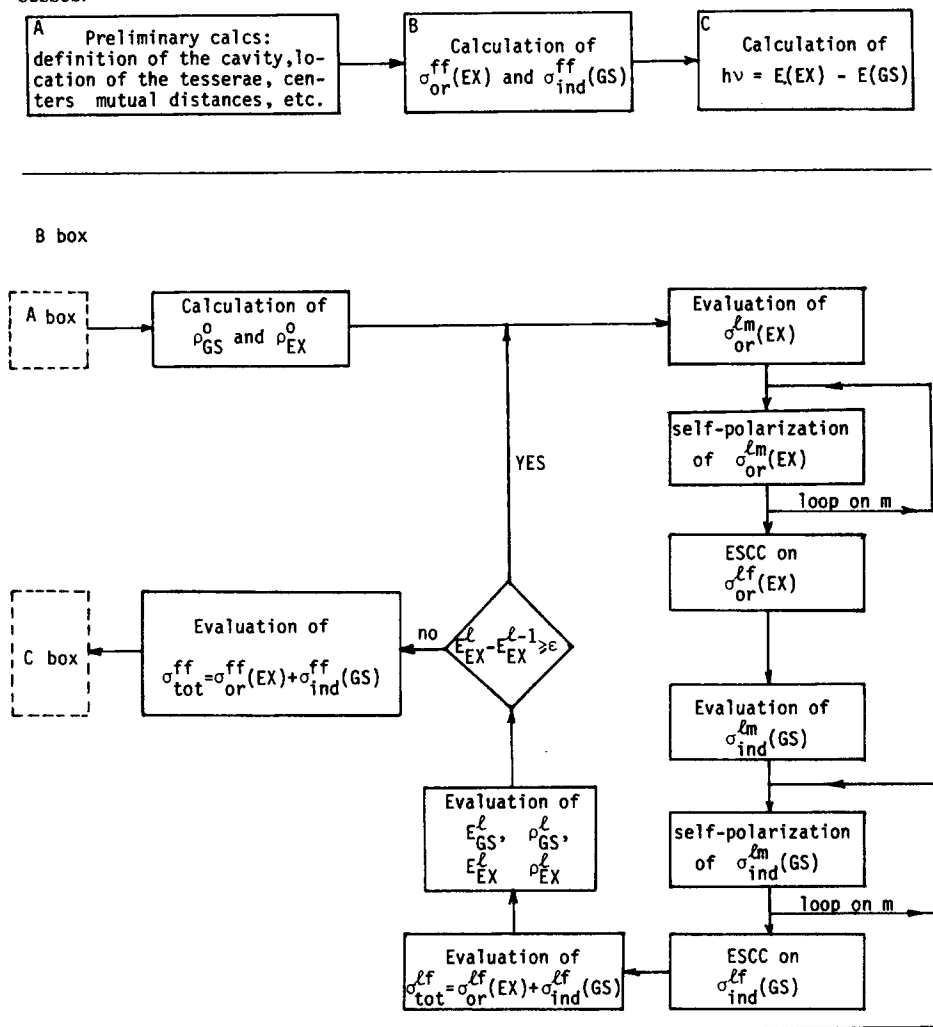 A
Preliminary calcs:
definition of the cavity,lo-
cation of the tesserae, cen-
ters mutual distances, etc.
B
Calculation of
σ^ff_or(EX) and σ^ff_ind(GS)
C
Calculation of
hν = E(EX) - E(GS)
B box
A box
Calculation of
ρ^o_GS and ρ^o_EX
Evaluation of
σ^ℓm_or(EX)
self-polarization
of σ^ℓm_or(EX)
loop on m
YES
ESCC on
σ^ℓf_or(EX)
C box
Evaluation of
σ^ff_tot=σ^ff_or(EX)+σ^ff_ind(GS)
no
E^ℓ_EX-E^ℓ-1_EX⩾ε
Evaluation of
σ^ℓm_ind(GS)
Evaluation of
E^ℓ_GS, ρ^ℓ_GS,
E^ℓ_EX ρ^ℓ_EX
self-polarization
of σ^ℓm_ind(GS)
loop on m
Evaluation of
σ^ℓf_tot=σ^ℓf_or(EX)+σ^ℓf_ind(GS)
ESCC on
σ^ℓf_ind(GS)